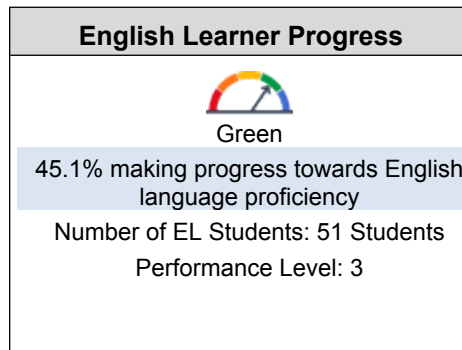 English Learner Progress
Green
45.1% making progress towards English
language proficiency
Number of EL Students: 51 Students
Performance Level: 3